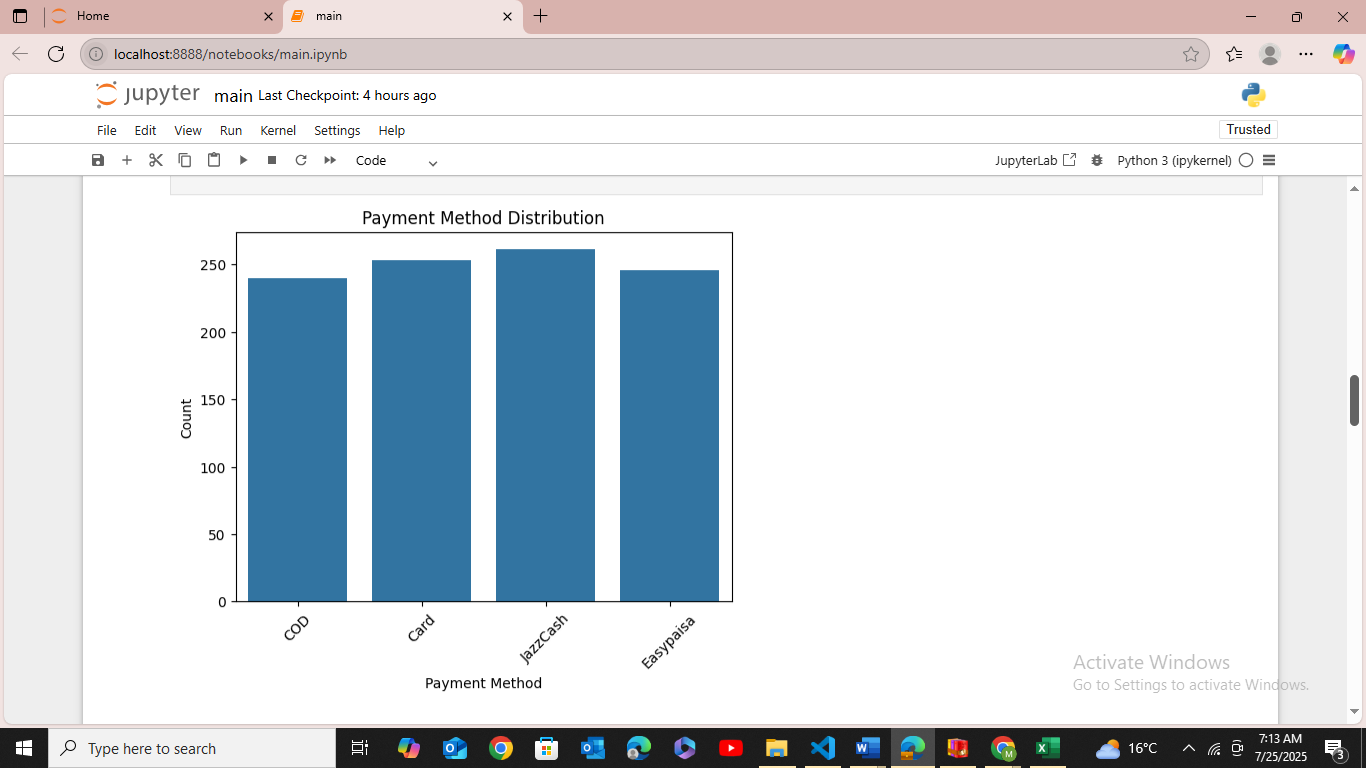 Home
main
localhost:8888/notebooks/main.ipynb
jupyter main Last Checkpoint: 4 hours ago
File Edit View Run Kernel Settings Help
Trusted
Code
JupyterLab
Python 3 (ipykernel)
Payment Method Distribution
250
200
150
100
50
0
Count
COD
Card
JazzCash
Easypaisa
Payment Method
Activate Windows
Go to Settings to activate Windows.
Type here to search
16°C
7:13 AM
7/25/2025
3